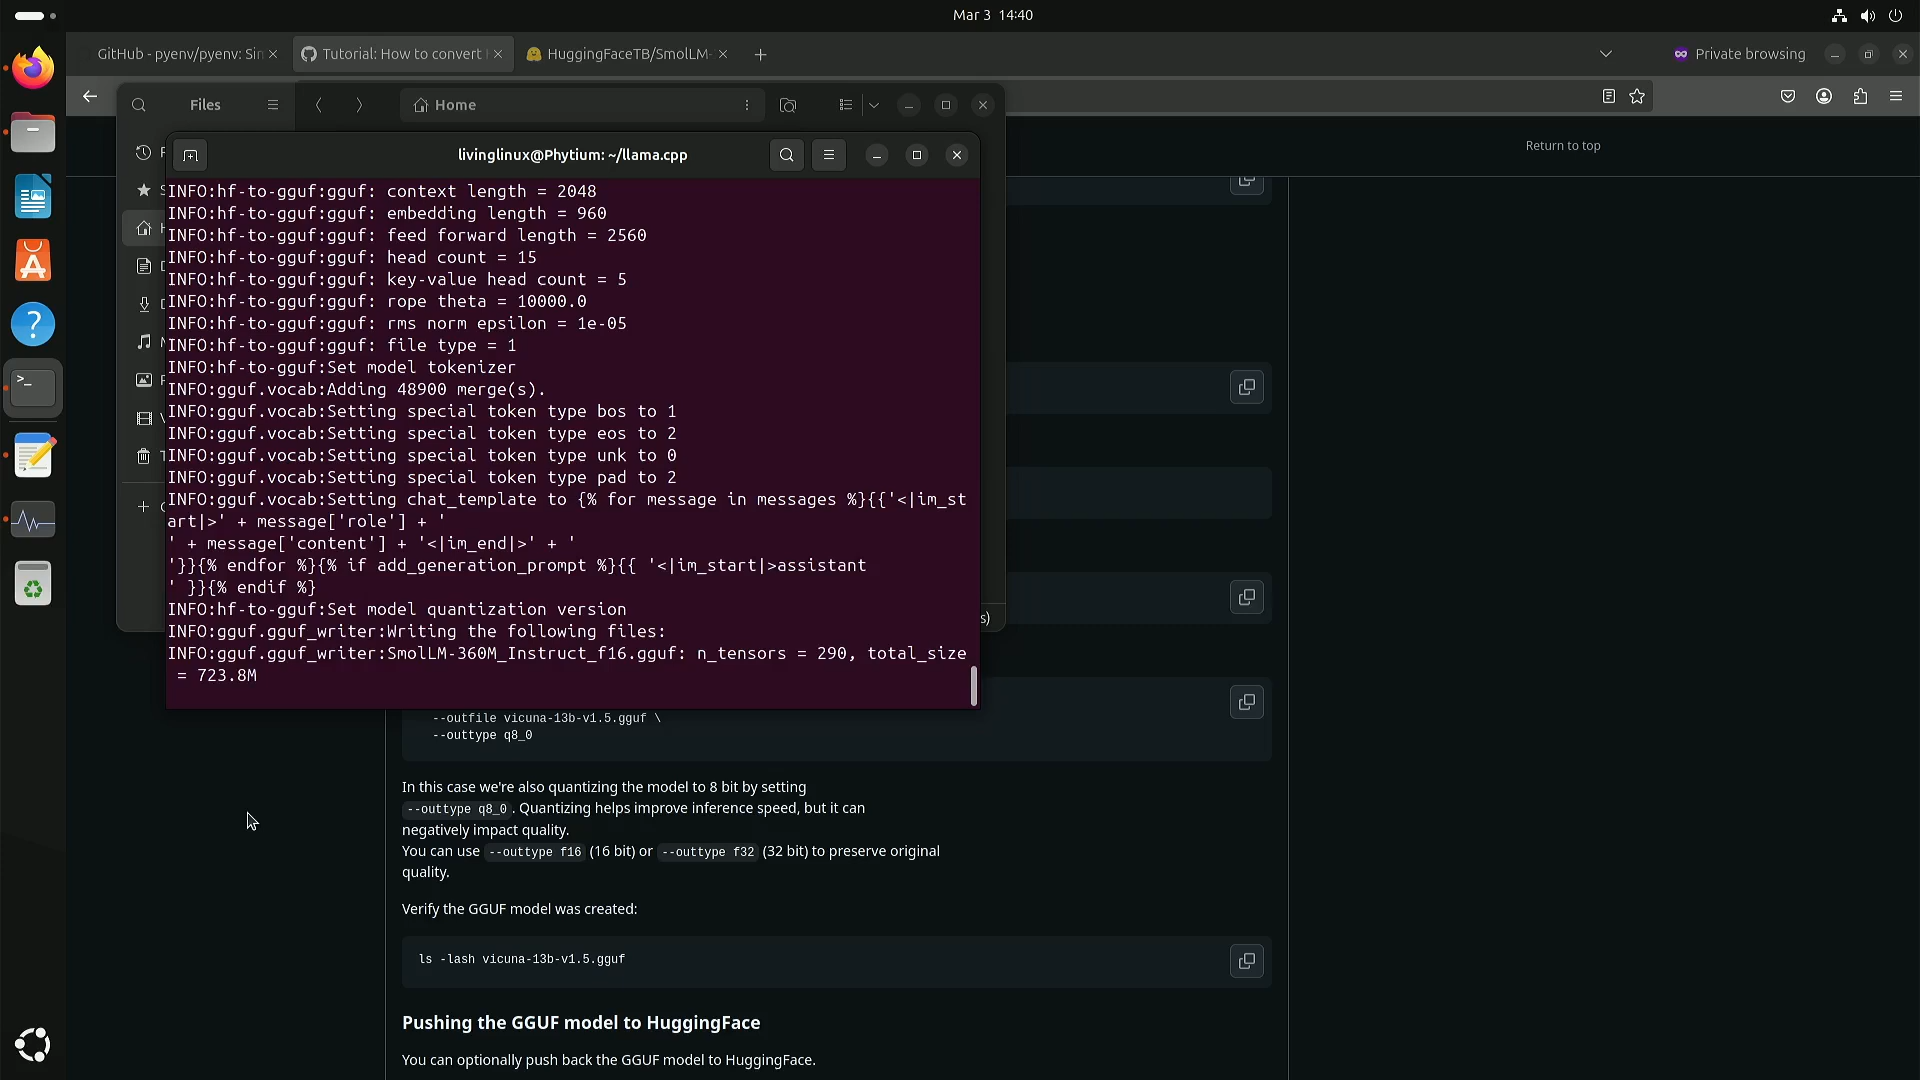 Mar 3 14:40
GitHub - pyenv/pyenv: Sim
Tutorial: How to convert
HuggingFaceTB/SmolLM-
Private browsing
Files
Home
Return to top
livinglinux@Phytium: ~/llama.cpp
INFO:hf-to-gguf:gguf: context length = 2048
INFO:hf-to-gguf:gguf: embedding length = 960
INFO:hf-to-gguf:gguf: feed forward length = 2560
INFO:hf-to-gguf:gguf: head count = 15
INFO:hf-to-gguf:gguf: key-value head count = 5
INFO:hf-to-gguf:gguf: rope theta = 10000.0
INFO:hf-to-gguf:gguf: rms norm epsilon = 1e-05
INFO:hf-to-gguf:gguf: file type = 1
INFO:hf-to-gguf:Set model tokenizer
INFO:gguf.vocab:Adding 48900 merge(s).
INFO:gguf.vocab:Setting special token type bos to 1
INFO:gguf.vocab:Setting special token type eos to 2
INFO:gguf.vocab:Setting special token type unk to 0
INFO:gguf.vocab:Setting special token type pad to 2
INFO:gguf.vocab:Setting chat_template to {% for message in messages %}{{'<|im_st
art|>' + message['role'] + '
' + message['content'] + '<|im_end|>' + '
'}}{% endfor %}{% if add_generation_prompt %}{{ '<|im_start|>assistant
' }}{% endif %}
INFO:hf-to-gguf:Set model quantization version
INFO:gguf.gguf_writer:Writing the following files:
INFO:gguf.gguf_writer:SmolLM-360M_Instruct_f16.gguf: n_tensors = 290, total_size
= 723.8M
s)
--outfile vicuna-13b-v1.5.gguf \
--outtype q8_0
In this case we're also quantizing the model to 8 bit by setting
--outtype q8_0 . Quantizing helps improve inference speed, but it can
negatively impact quality.
You can use --outtype f16 (16 bit) or --outtype f32 (32 bit) to preserve original
quality.
Verify the GGUF model was created:
ls -lash vicuna-13b-v1.5.gguf
Pushing the GGUF model to HuggingFace
You can optionally push back the GGUF model to HuggingFace.